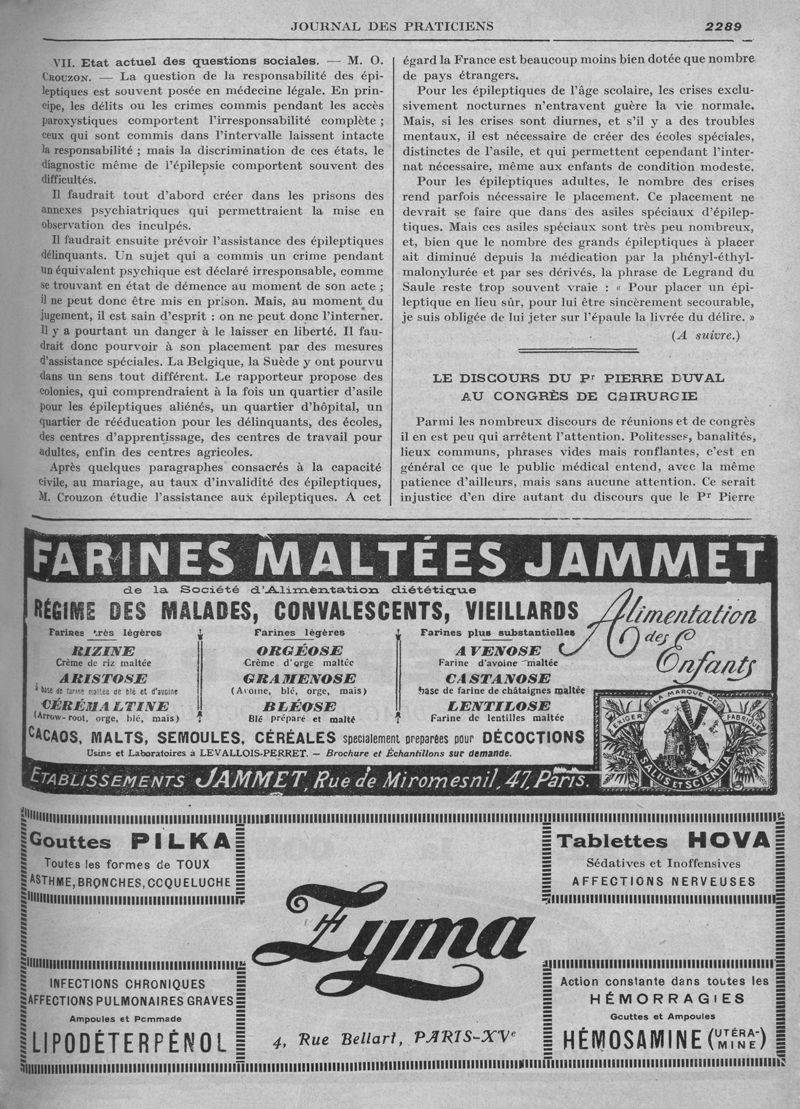 JOURNAL DES PRATICIENS
2289
VII. Etat actuel des questions sociales. — M. O.
CROUZON. — La question de la responsabilité des épi-
leptiques est souvent posée en médecine légale. En prin-
cipe, les délits ou les crimes commis pendant les accès
paroxystiques comportent l'irresponsabilité complète ;
ceux qui sont commis dans l'intervalle laissent intacte
la responsabilité ; mais la discrimination de ces états, le
diagnostic même de l'épilepsie comportent souvent des
difficultés.
Il faudrait tout d'abord créer dans les prisons des
annexes psychiatriques qui permettraient la mise en
observation des inculpés.
Il faudrait ensuite prévoir l'assistance des épileptiques
délinquants. Un sujet qui a commis un crime pendant
un équivalent psychique est déclaré irresponsable, comme
se trouvant en état de démence au moment de son acte ;
il ne peut donc être mis en prison. Mais, au moment du
jugement, il est sain d'esprit : on ne peut donc l'interner.
Il y a pourtant un danger à le laisser en liberté. Il fau-
drait donc pourvoir à son placement par des mesures
d'assistance spéciales. La Belgique, la Suède y ont pourvu
dans un sens tout différent. Le rapporteur propose des
colonies, qui comprendraient à la fois un quartier d'asile
pour les épileptiques aliénés, un quartier d'hôpital, un
quartier de rééducation pour les délinquants, des écoles,
des centres d'apprentissage, des centres de travail pour
adultes, enfin des centres agricoles.
Après quelques paragraphes consacrés à la capacité
civile, au mariage, au taux d'invalidité des épileptiques,
M. Crouzon étudie l'assistance aux épileptiques. A cet
égard la France est beaucoup moins bien dotée que nombre
de pays étrangers.
Pour les épileptiques de l'âge scolaire, les crises exclu-
sivement nocturnes n'entravent guère la vie normale.
Mais, si les crises sont diurnes, et s'il y a des troubles
mentaux, il est nécessaire de créer des écoles spéciales,
distinctes de l'asile, et qui permettent cependant l'inter-
nat nécessaire, même aux enfants de condition modeste.
Pour les épileptiques adultes, le nombre des crises
rend parfois nécessaire le placement. Ce placement ne
devrait se faire que dans des asiles spéciaux d'épilep-
tiques. Mais ces asiles spéciaux sont très peu nombreux,
et, bien que le nombre des grands épileptiques à placer
ait diminué depuis la médication par la phényl-éthyl-
malonylurée et par ses dérivés, la phrase de Legrand du
Saule reste trop souvent vraie : « Pour placer un épi-
leptique en lieu sûr, pour lui être sincèrement secourable,
je suis obligée de lui jeter sur l'épaule la livrée du délire. »
(A suivre.)
LE DISCOURS DU Pr PIERRE DUVAL
AU CONGRÈS DE CHIRURGIE
Parmi les nombreux discours de réunions et de congrès
il en est peu qui arrêtent l'attention. Politesses, banalités,
lieux communs, phrases vides mais ronflantes, c'est en
général ce que le public médical entend, avec la même
patience d'ailleurs, mais sans aucune attention. Ce serait
injustice d'en dire autant du discours que le Pr Pierre
FARINES MALTÉES JAMMET
de la Société d'Alimentation diététique
RÉGIME DES MALADES, CONVALESCENTS, VIEILLARDS
Alimentation
des
Enfants
Farines très légères
RIZINE
Crème de riz maltée
ARISTOSE
à base de farine maltée de blé et d'avoine
CÉRÉMALTINE
(Arrow-root, orge, blé, maïs)
Farines légères
ORGÉOSE
Crème d'orge maltée
GRAMENOSE
(Avoine, blé, orge, maïs)
BLÉOSE
Blé préparé et malté
Farines plus substantielles
AVENOSE
Farine d'avoine maltée
CASTANOSE
base de farine de châtaignes maltée
LENTILOSE
Farine de lentilles maltée
CACAOS, MALTS, SEMOULES, CÉRÉALES specialement preparées pour DÉCOCTIONS
Usine et Laboratoires à LEVALLOIS-PERRET. — Brochure et Échantillons sur demande.
ÉTABLISSEMENTS JAMMET, Rue de Miromesnil, 47, Paris.
EXIGER LA MARQUE DE FABRIQUE
SALUS ET SCIENTIA
Gouttes PILKA
Toutes les formes de TOUX
ASTHME, BRONCHES, COQUELUCHE
Tablettes HOVA
Sédatives et Inoffensives
AFFECTIONS NERVEUSES
Zyma
4, Rue Bellart, PARIS-XVe
INFECTIONS CHRONIQUES
AFFECTIONS PULMONAIRES GRAVES
Ampoules et Pommade
LIPODÉTERPÉNOL
Action constante dans toutes les
HÉMORRAGIES
Gouttes et Ampoules
HÉMOSAMINE (UTÉRA-
MINE)